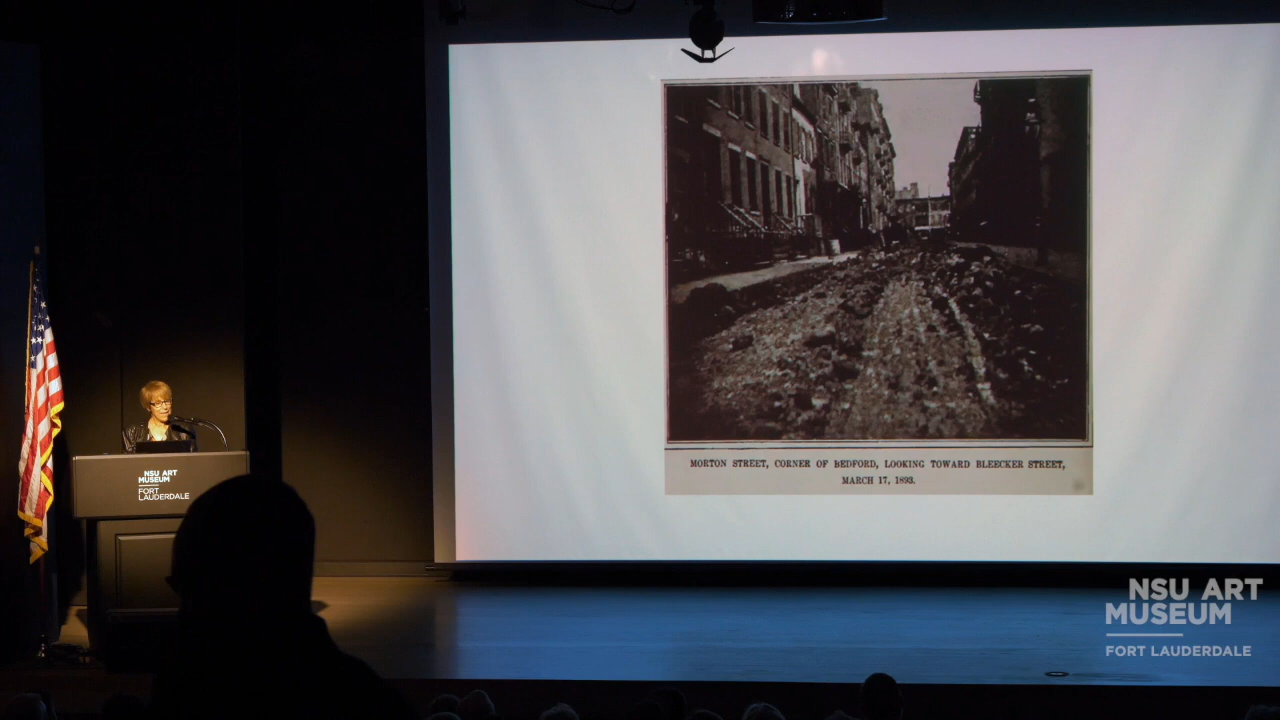 MORTON STREET, CORNER OF BEDFORD, LOOKING TOWARD BLEECKER STREET,
MARCH 17, 1893.
NSU ART
MUSEUM
FORT
LAUDERDALE
NSU ART
MUSEUM
FORT LAUDERDALE